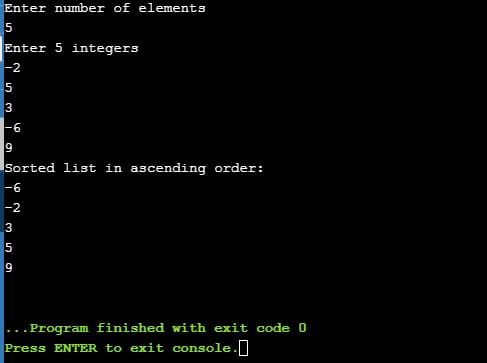 Enter number of elements
5
Enter 5 integers
-2
5
3
-6
9
Sorted list in ascending order:
-6
-2
3
5
9
...Program finished with exit code 0
Press ENTER to exit console.